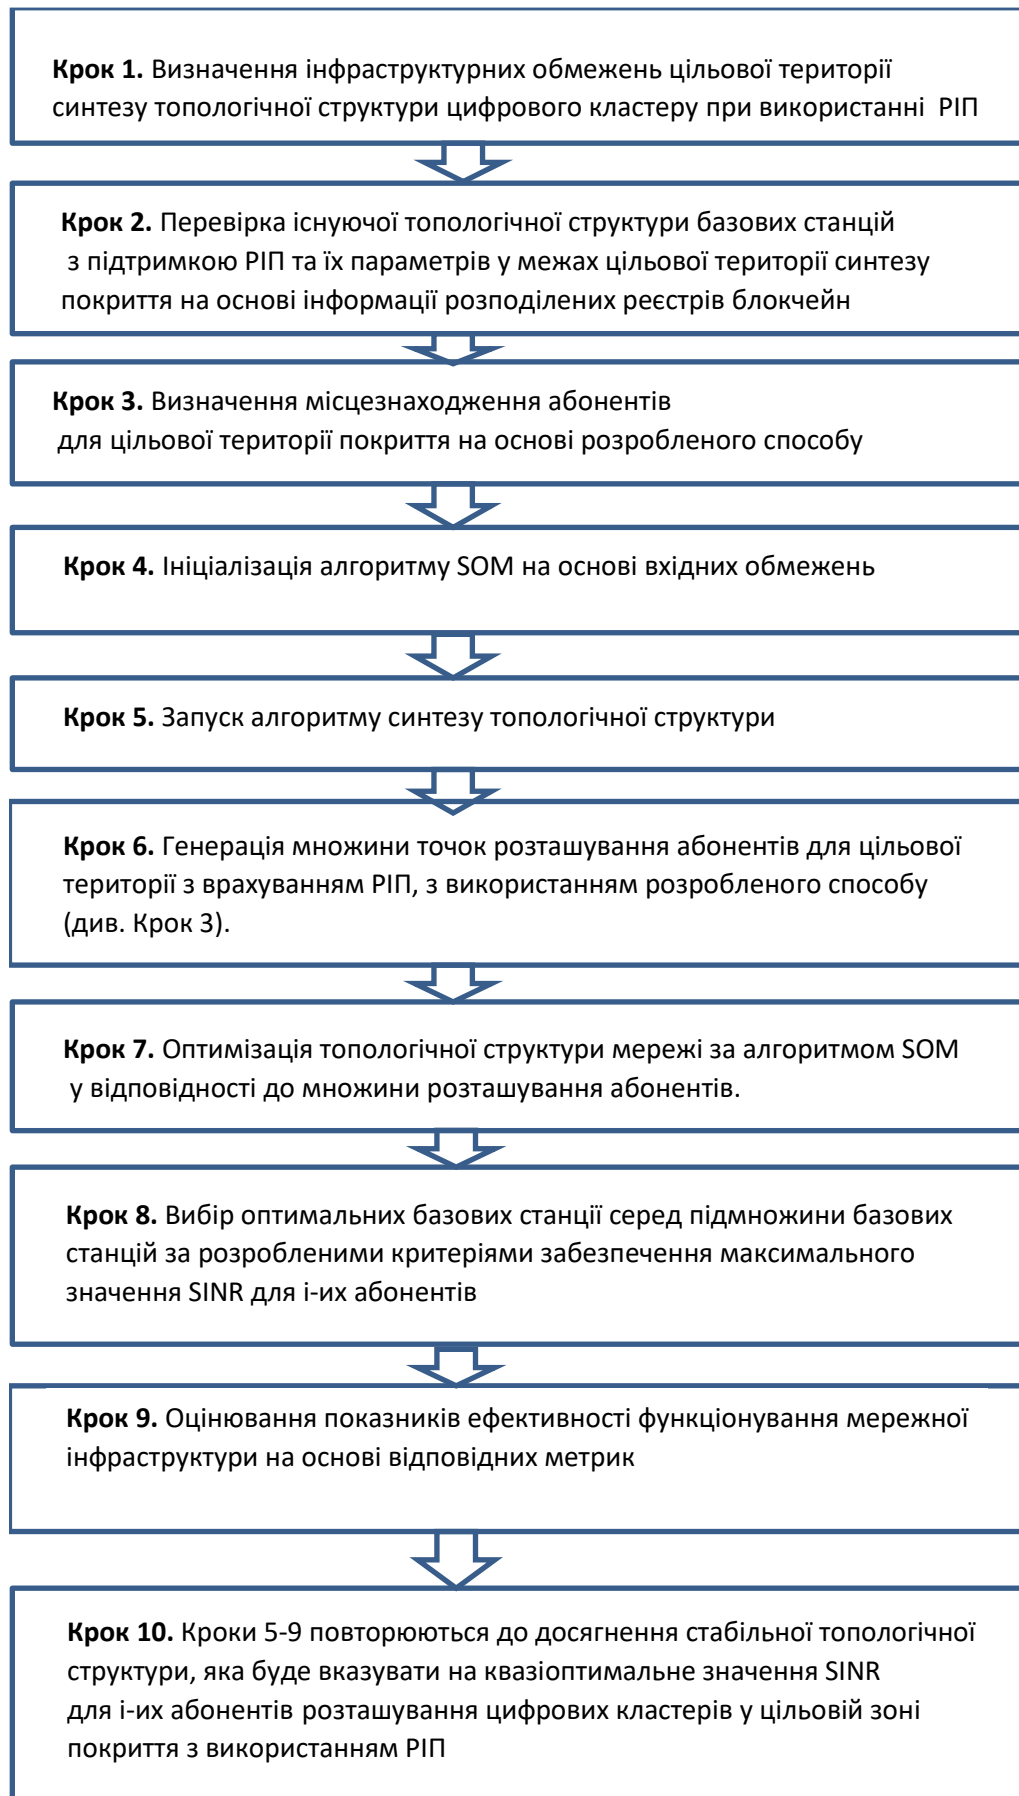 Крок 1. Визначення інфраструктурних обмежень цільової території
синтезу топологічної структури цифрового кластеру при використанні РІП
Крок 2. Перевірка існуючої топологічної структури базових станцій
з підтримкою РІП та їх параметрів у межах цільової території синтезу
покриття на основі інформації розподілених реєстрів блокчейн
Крок 3. Визначення місцезнаходження абонентів
для цільової території покриття на основі розробленого способу
Крок 4. Ініціалізація алгоритму SOM на основі вхідних обмежень
Крок 5. Запуск алгоритму синтезу топологічної структури
Крок 6. Генерація множини точок розташування абонентів для цільової
території з врахуванням РІП, з використанням розробленого способу
(див. Крок 3).
Крок 7. Оптимізація топологічної структури мережі за алгоритмом SOM
у відповідності до множини розташування абонентів.
Крок 8. Вибір оптимальних базових станції серед підмножини базових
станцій за розробленими критеріями забезпечення максимального
значення SINR для і-их абонентів
Крок 9. Оцінювання показників ефективності функціонування мережної
інфраструктури на основі відповідних метрик
Крок 10. Кроки 5-9 повторюються до досягнення стабільної топологічної
структури, яка буде вказувати на квазіоптимальне значення SINR
для і-их абонентів розташування цифрових кластерів у цільовій зоні
покриття з використанням РІП